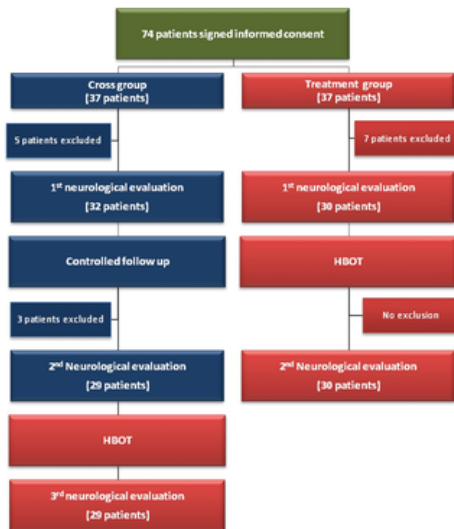 74 patients signed informed consent
Cross group
(37 patients)
5 patients excluded
1st neurological evaluation
(32 patients)
Controlled follow up
3 patients excluded
2nd Neurological evaluation
(29 patients)
HBOT
3rd neurological evaluation
(29 patients)
Treatment group
(37 patients)
7 patients excluded
1st neurological evaluation
(30 patients)
HBOT
No exclusion
2nd Neurological evaluation
(30 patients)